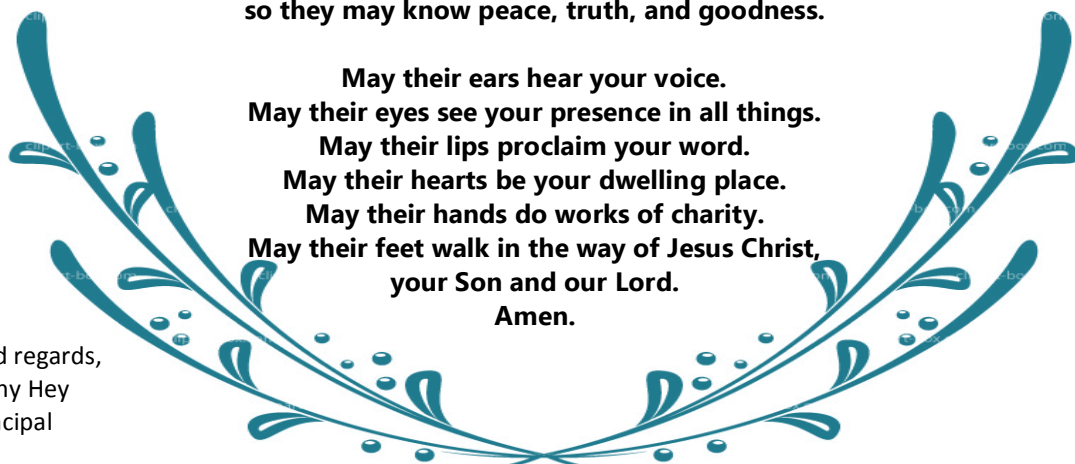 so they may know peace, truth, and goodness.
May their ears hear your voice.
May their eyes see your presence in all things.
May their lips proclaim your word.
May their hearts be your dwelling place.
May their hands do works of charity.
May their feet walk in the way of Jesus Christ,
your Son and our Lord.
Amen.
regards,
Hey